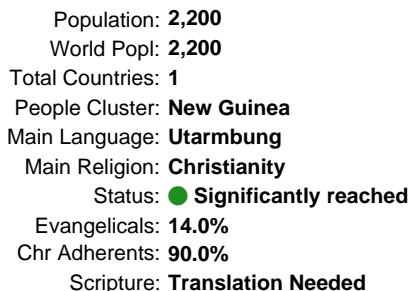 Population: 2,200
World Popl: 2,200
Total Countries: 1
People Cluster: New Guinea
Main Language: Utarmbung
Main Religion: Christianity
Status: Significantly reached
Evangelicals: 14.0%
Chr Adherents: 90.0%
Scripture: Translation Needed